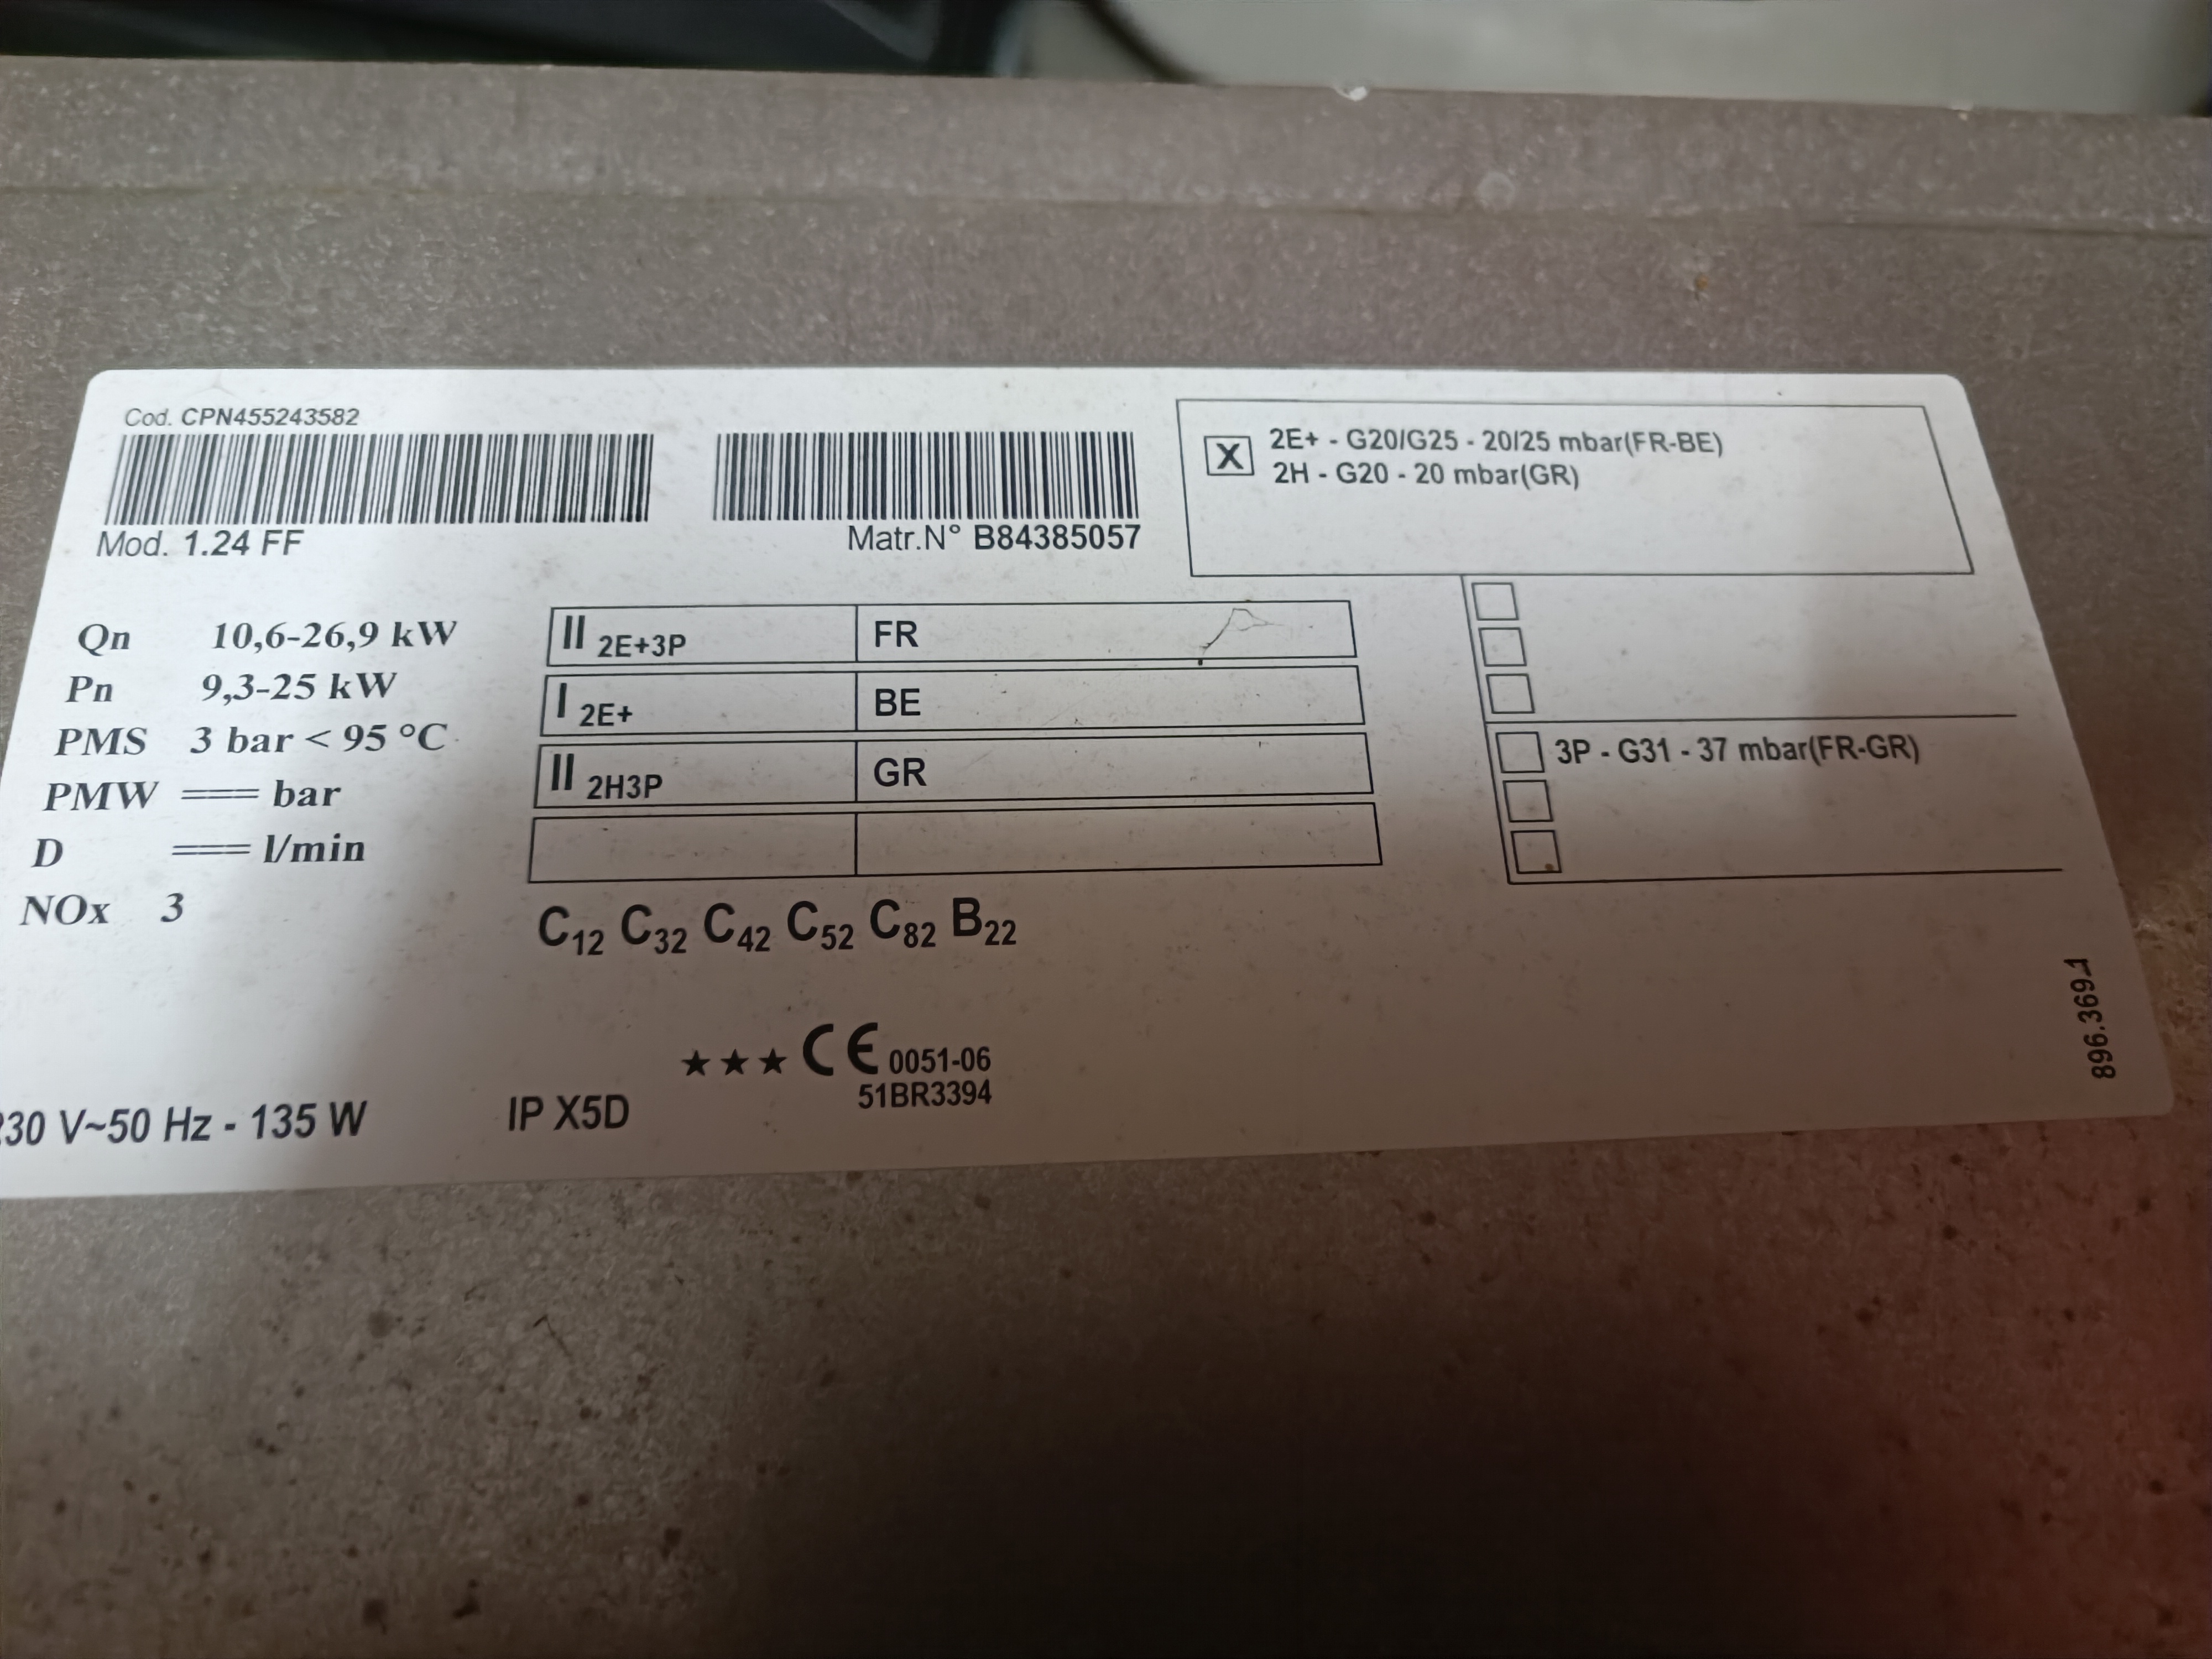 Cod. CPN455243582
Mod. 1.24 FF
Matr.N° B84385057
X
2E+ - G20/G25 - 20/25 mbar(FR-BE)
2H - G20 - 20 mbar(GR)
Qn 10,6-26,9 kW
Pn 9,3-25 kW
PMS 3 bar < 95 °C
PMW === bar
D === l/min
NOx 3
II 2E+3P FR
I 2E+ BE
II 2H3P GR
3P - G31 - 37 mbar(FR-GR)
C12 C32 C42 C52 C82 B22
★★★ CE 0051-06
51BR3394
30 V~50 Hz - 135 W
IP X5D
896.369.1